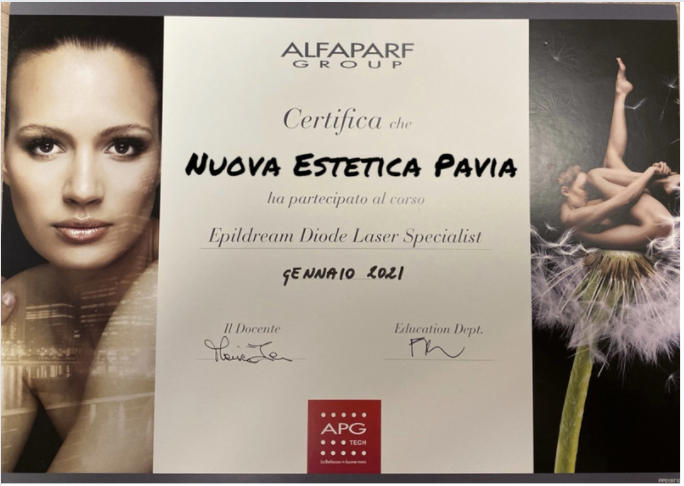 ALFAPARF
GROUP
Certifica che
NUOVA ESTETICA PAVIA
ha partecipato al corso
Epildream Diode Laser Specialist
GENNAIO 2021
Il Docente
Education Dept.
APG
TECH